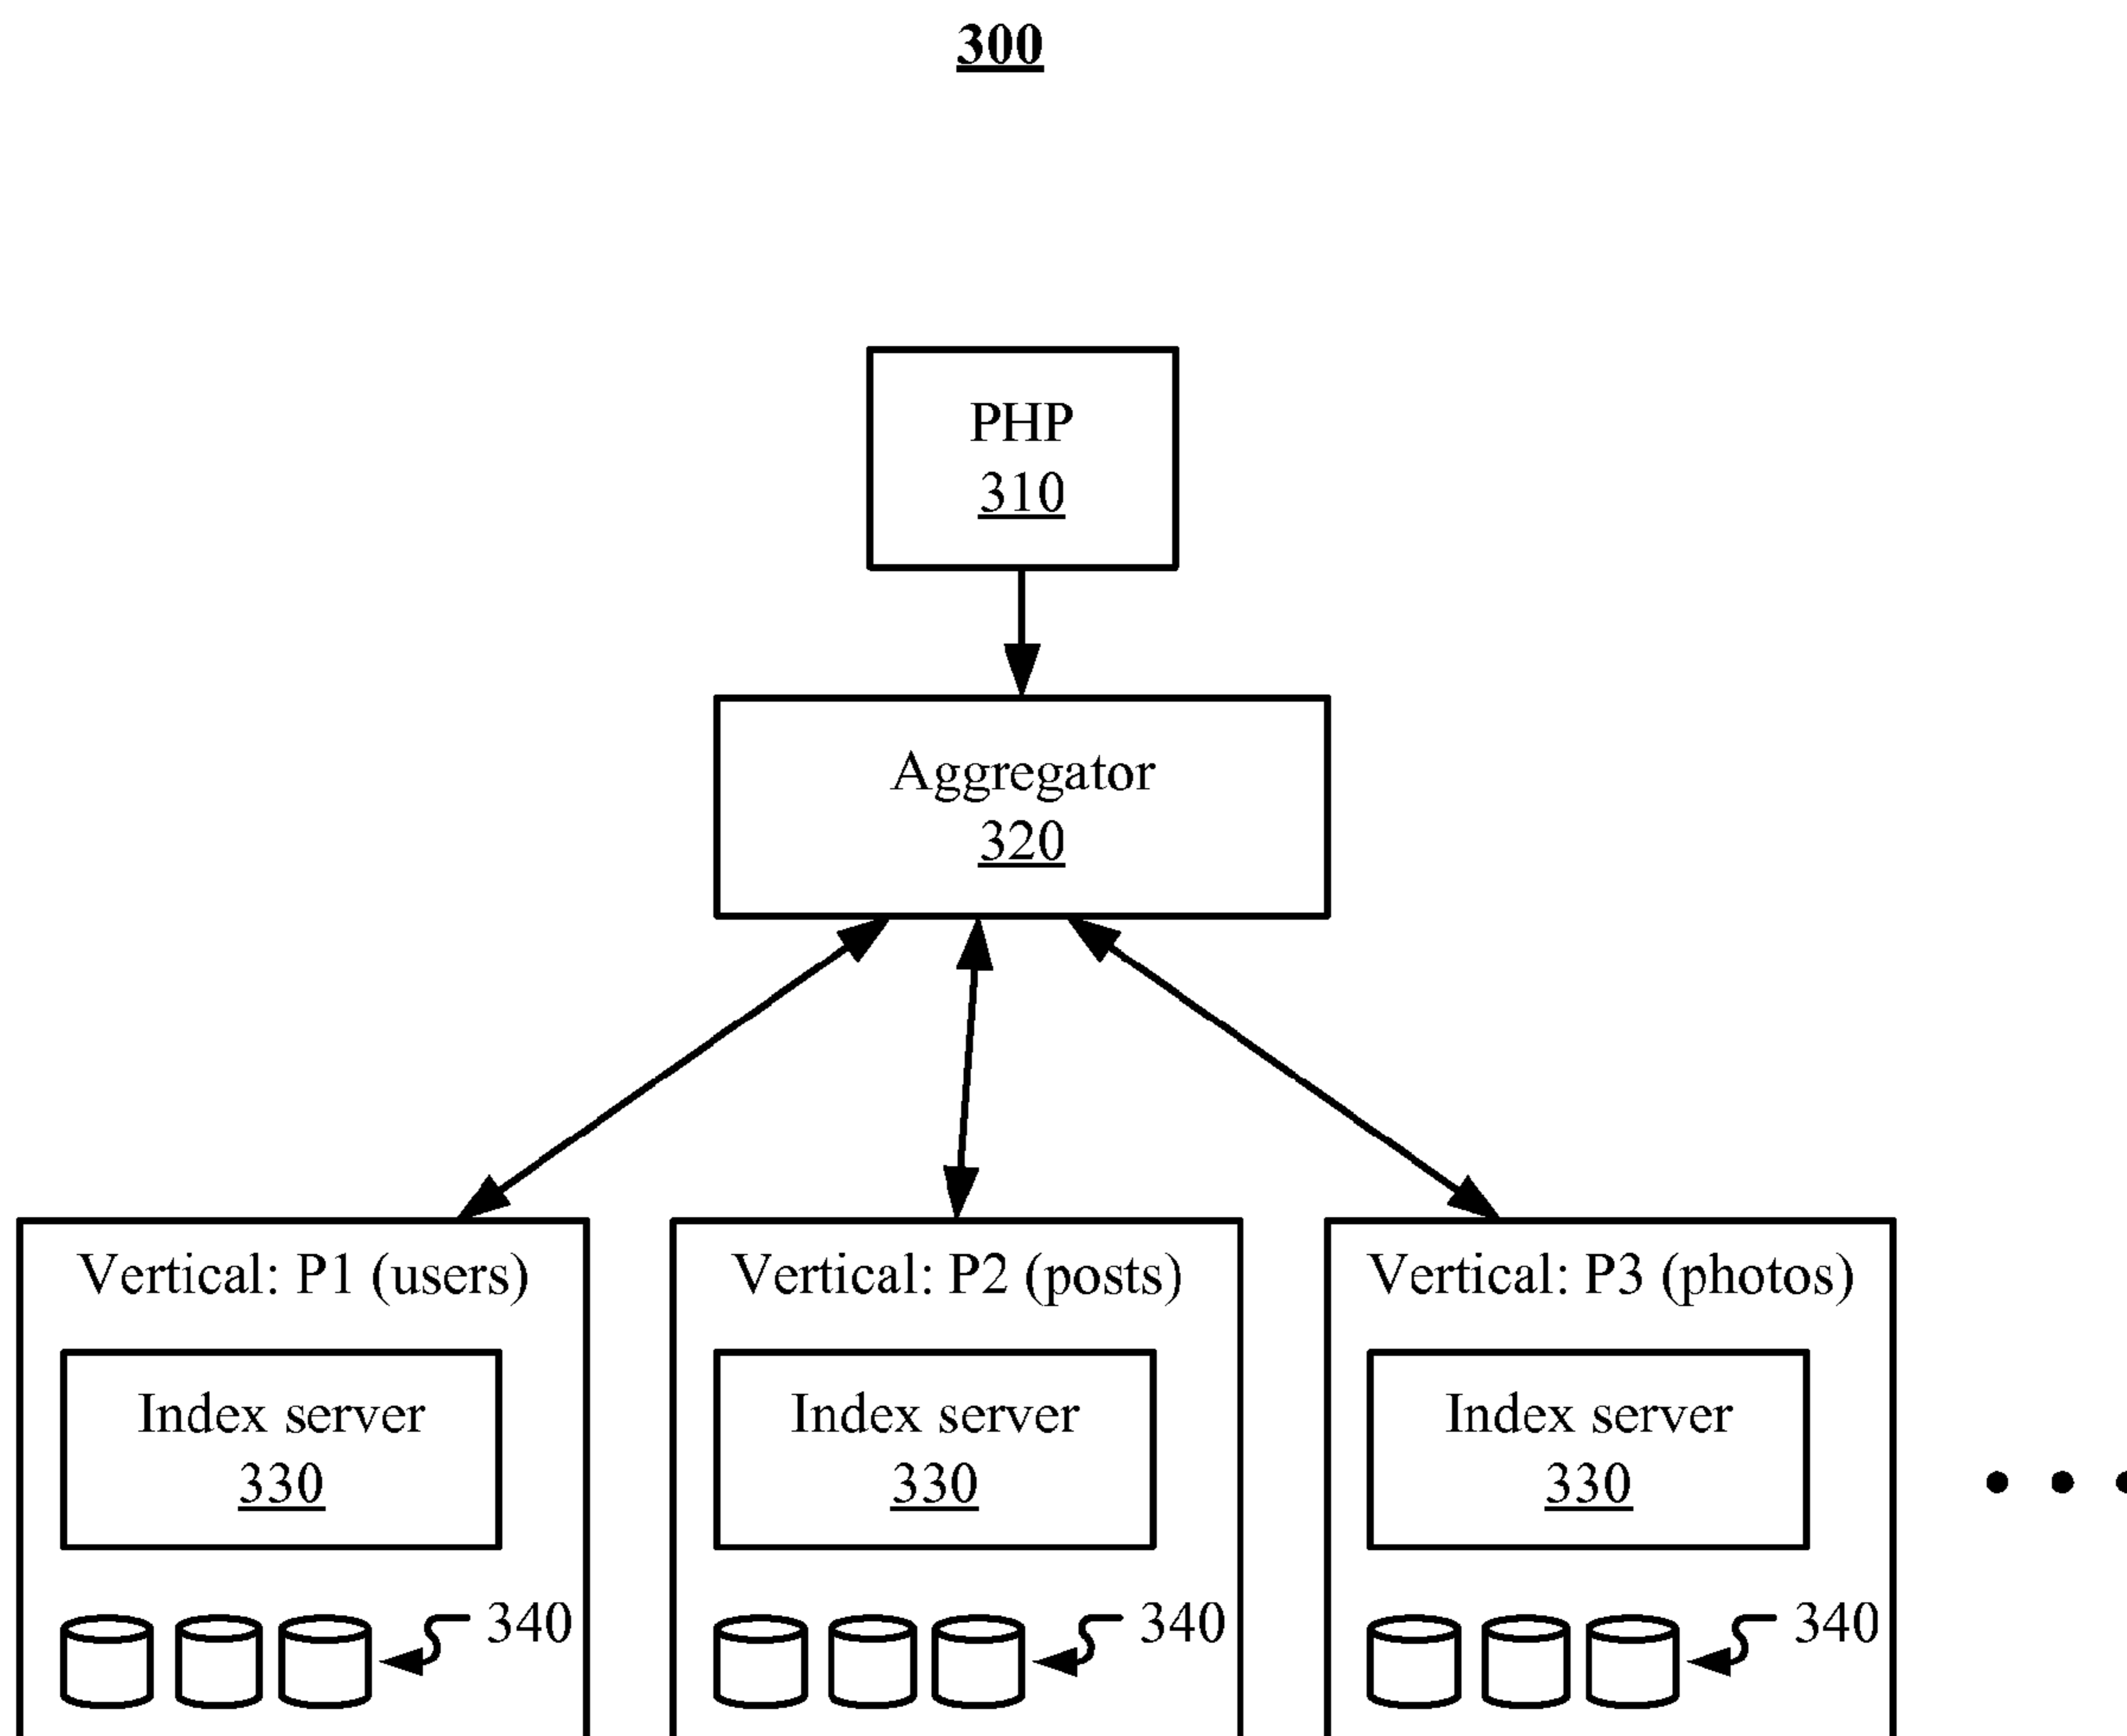 300
PHP
310
Aggregator
320
Vertical: P1 (users)
Index server
330
340
Vertical: P2 (posts)
Index server
330
340
Vertical: P3 (photos)
Index server
330
340